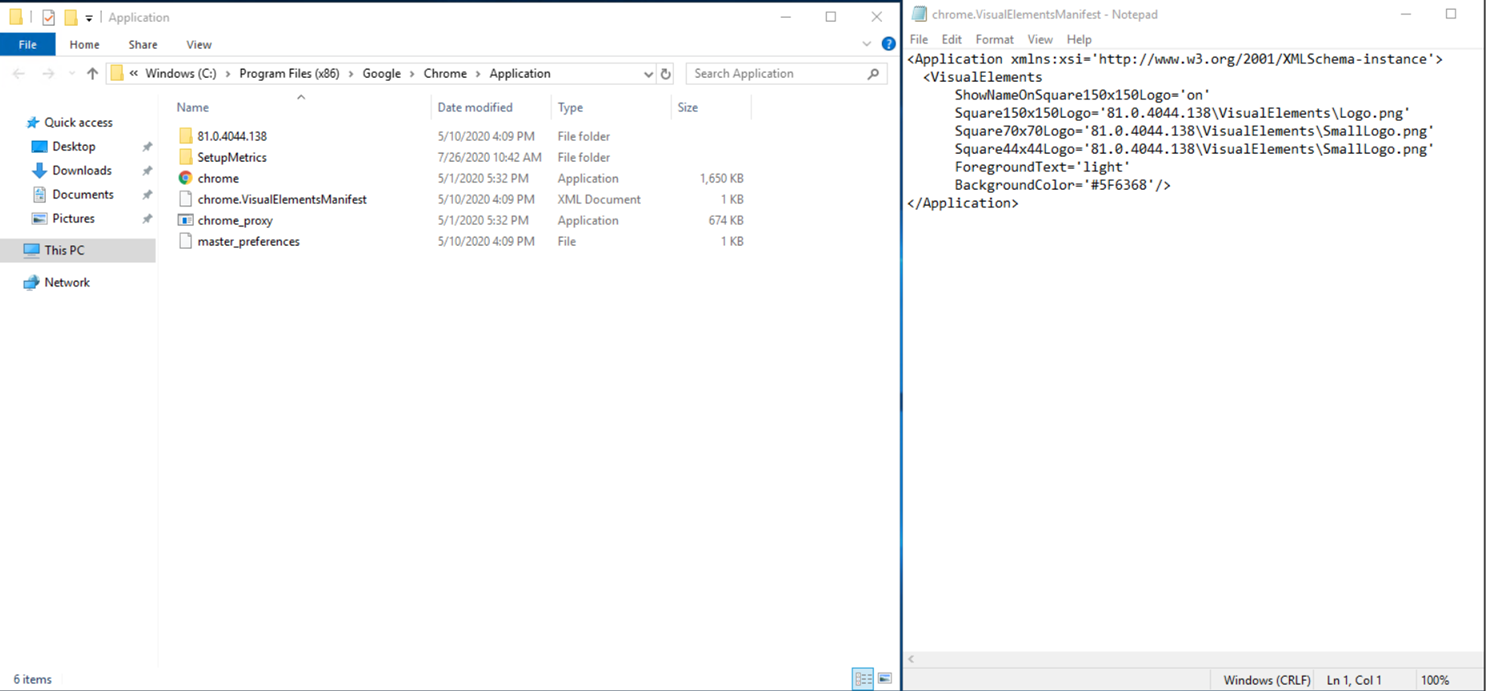 Application
File Home Share View
« Windows (C:) › Program Files (x86) › Google › Chrome › Application
Search Application
Quick access
Desktop
Downloads
Documents
Pictures
This PC
Network
Name Date modified Type Size
81.0.4044.138 5/10/2020 4:09 PM File folder
SetupMetrics 7/26/2020 10:42 AM File folder
chrome 5/1/2020 5:32 PM Application 1,650 KB
chrome.VisualElementsManifest 5/10/2020 4:09 PM XML Document 1 KB
chrome_proxy 5/1/2020 5:32 PM Application 674 KB
master_preferences 5/10/2020 4:09 PM File 1 KB
6 items
chrome.VisualElementsManifest - Notepad
File Edit Format View Help
<Application xmlns:xsi='http://www.w3.org/2001/XMLSchema-instance'>
  <VisualElements
      ShowNameOnSquare150x150Logo='on'
      Square150x150Logo='81.0.4044.138\VisualElements\Logo.png'
      Square70x70Logo='81.0.4044.138\VisualElements\SmallLogo.png'
      Square44x44Logo='81.0.4044.138\VisualElements\SmallLogo.png'
      ForegroundText='light'
      BackgroundColor='#5F6368'/>
</Application>
Windows (CRLF) Ln 1, Col 1 100%